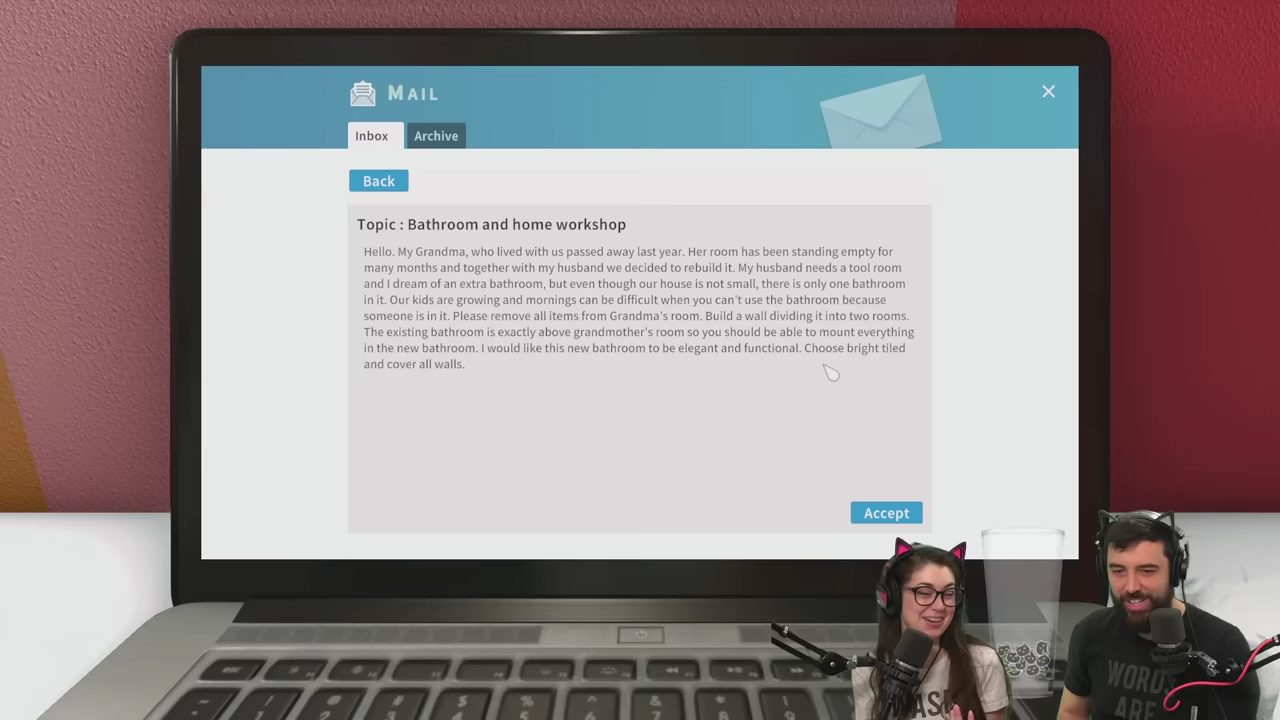 MAIL
Inbox
Archive
Back
Topic : Bathroom and home workshop
Hello. My Grandma, who lived with us passed away last year. Her room has been standing empty for
many months and together with my husband we decided to rebuild it. My husband needs a tool room
and I dream of an extra bathroom, but even though our house is not small, there is only one bathroom
in it. Our kids are growing and mornings can be difficult when you can't use the bathroom because
someone is in it. Please remove all items from Grandma's room. Build a wall dividing it into two rooms.
The existing bathroom is exactly above grandmother's room so you should be able to mount everything
in the new bathroom. I would like this new bathroom to be elegant and functional. Choose bright tiled
and cover all walls.
Accept
WORDS
ARE